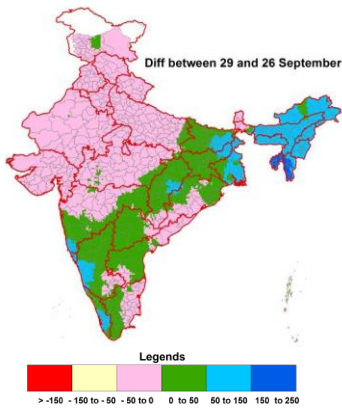 Diff between 29 and 26 September
Legends
> -150 - 150 to - 50 - 50 to 0 0 to 50 50 to 150 150 to 250